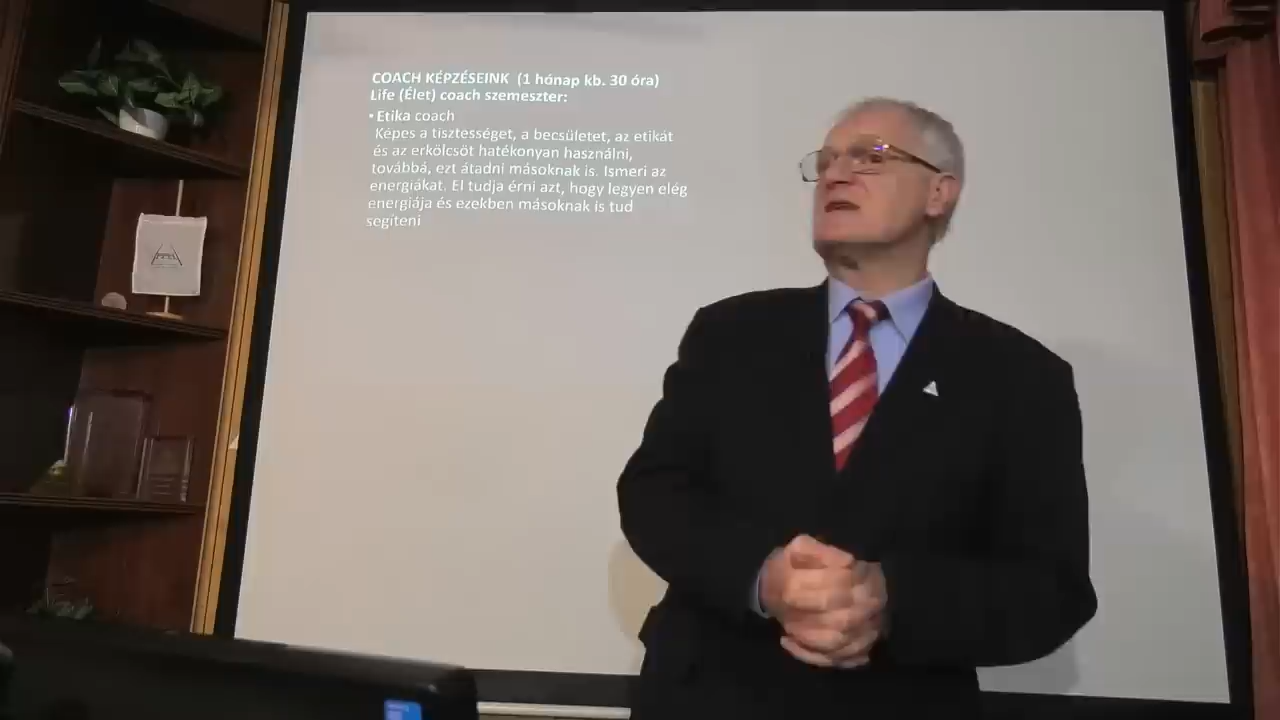 COACH KÉPZÉSEINK (1 hónap kb. 30 óra)
Life (Élet) coach szemeszter:
• Etika coach
Képes a tisztességet, a becsületet, az etikát
és az erkölcsöt hatékonyan használni,
továbbá, ezt átadni másoknak is. Ismeri az
energiákat. El tudja érni azt, hogy legyen elég
energiája és ezekben másoknak is tud
segíteni